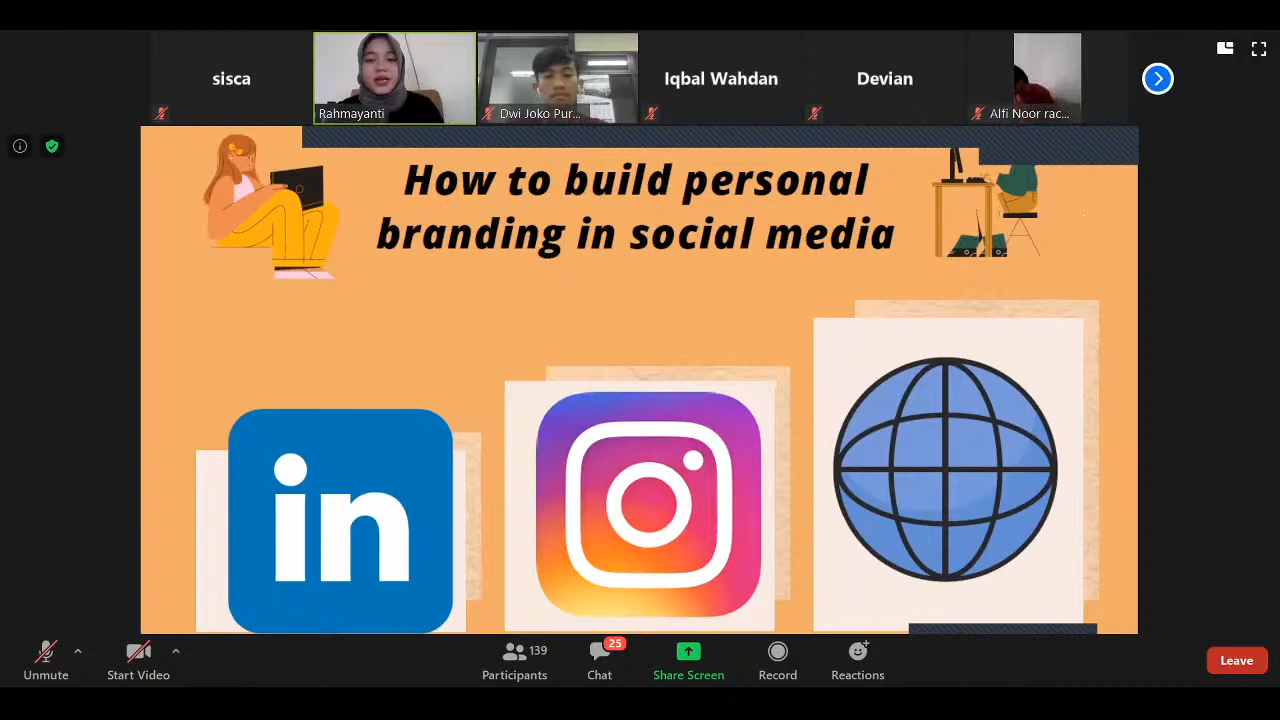 sisca
Rahmayanti
Dwi Joko Pur...
Iqbal Wahdan
Devian
Alfi Noor rac...
How to build personal
branding in social media
in
Unmute
Start Video
Participants
139
Chat
25
Share Screen
Record
Reactions
Leave